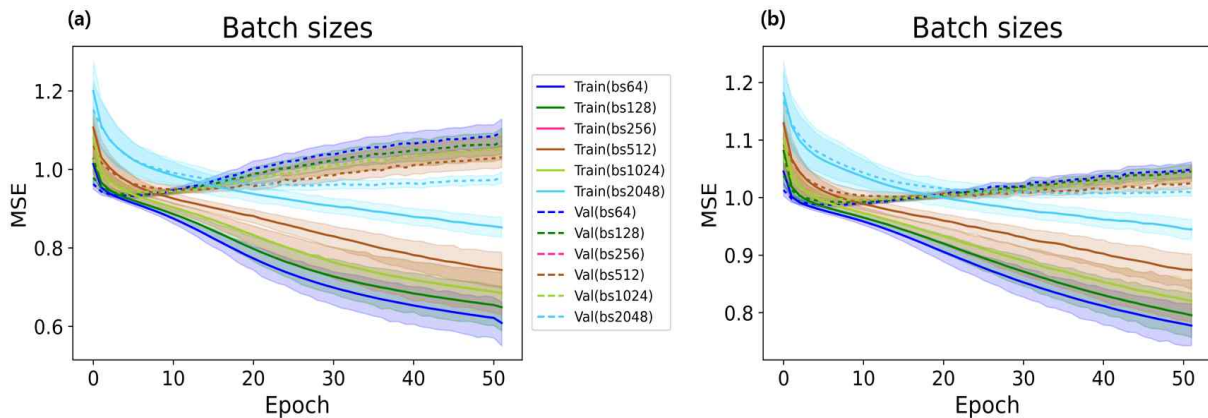 (a)
Batch sizes
MSE
1.2
1.0
0.8
0.6
0 10 20 30 40 50
Epoch
Train(bs64)
Train(bs128)
Train(bs256)
Train(bs512)
Train(bs1024)
Train(bs2048)
Val(bs64)
Val(bs128)
Val(bs256)
Val(bs512)
Val(bs1024)
Val(bs2048)
(b)
Batch sizes
MSE
1.2
1.1
1.0
0.9
0.8
0 10 20 30 40 50
Epoch